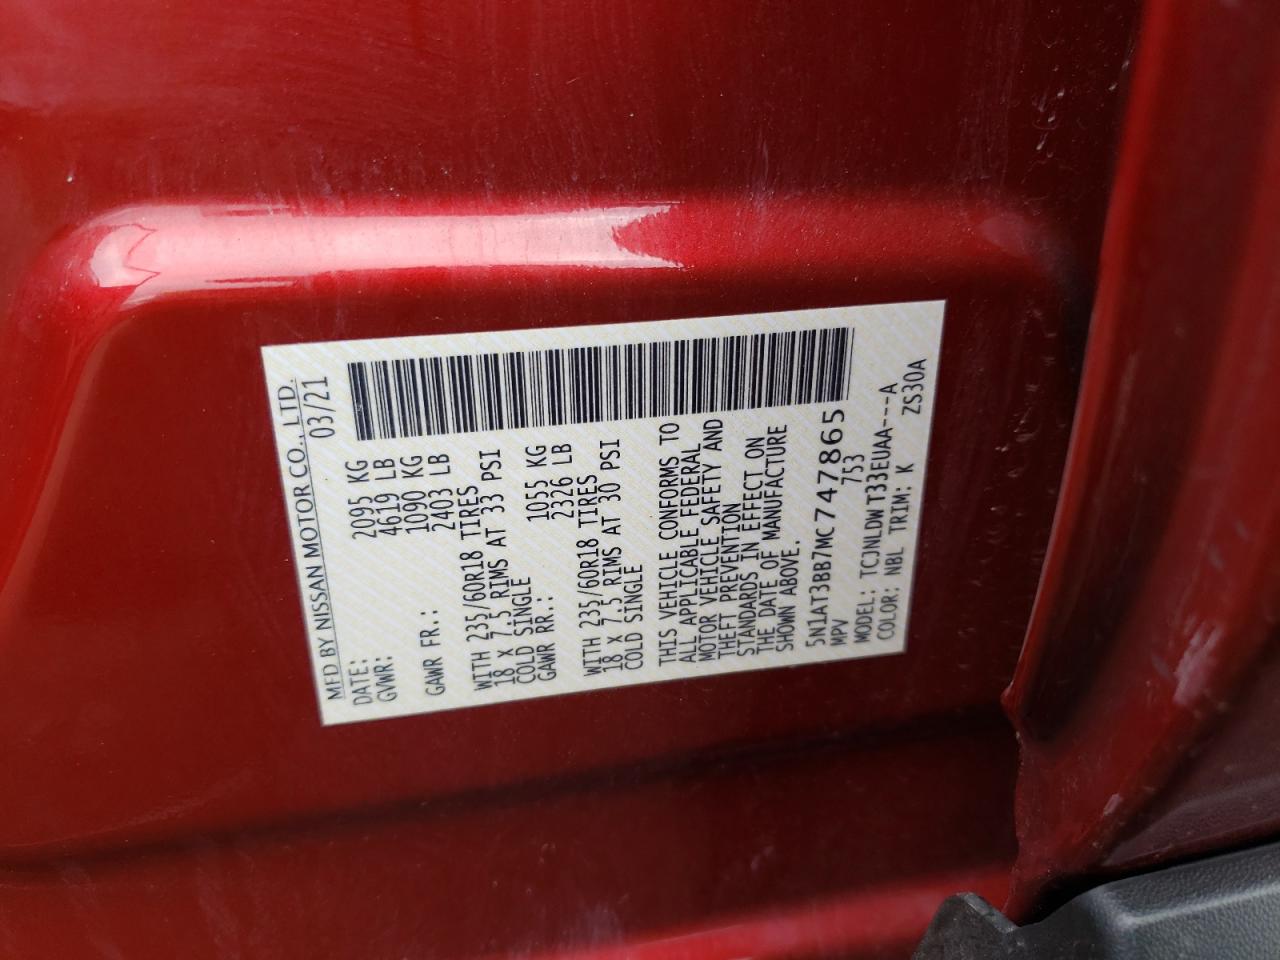 MFD BY NISSAN MOTOR CO., LTD.
DATE: 03/21
GVWR: 2095 KG
4619 LB
GAWR FR.: 1090 KG
2403 LB
WITH 235/60R18 TIRES
18 X 7.5 RIMS AT 33 PSI
COLD SINGLE
GAWR RR.: 1055 KG
2326 LB
WITH 235/60R18 TIRES
18 X 7.5 RIMS AT 30 PSI
COLD SINGLE
THIS VEHICLE CONFORMS TO
ALL APPLICABLE FEDERAL
MOTOR VEHICLE SAFETY AND
THEFT PREVENTION
STANDARDS IN EFFECT ON
THE DATE OF MANUFACTURE
SHOWN ABOVE.
5N1AT3BB7MC747865
MPV 753
MODEL: TCJNLDWT33EUAA---A
COLOR: NBL TRIM: K ZS30A